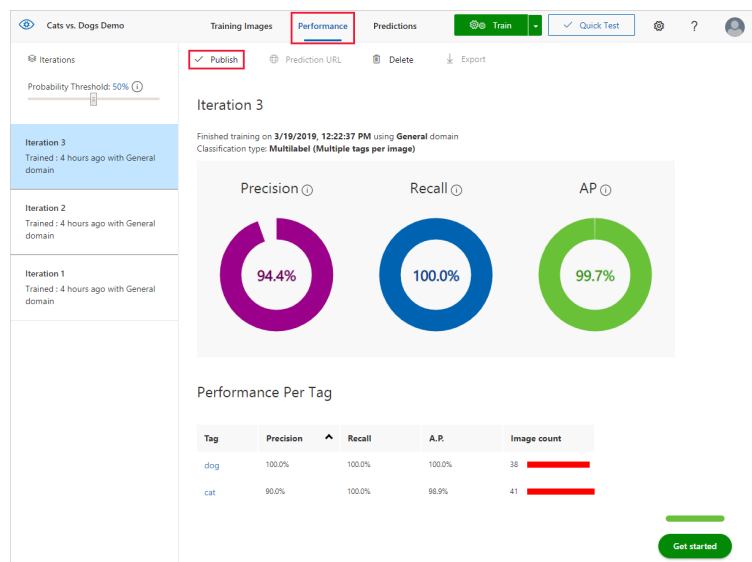 Cats vs. Dogs Demo
Training Images Performance Predictions Train Quick Test ?
Iterations
Publish Prediction URL Delete Export
Probability Threshold: 50%
Iteration 3
Finished training on 3/19/2019, 12:22:37 PM using General domain
Classification type: Multilabel (Multiple tags per image)
Iteration 3
Trained : 4 hours ago with General
domain
Iteration 2
Trained : 4 hours ago with General
domain
Iteration 1
Trained : 4 hours ago with General
domain
Precision Recall AP
94.4% 100.0% 99.7%
Performance Per Tag
Tag Precision Recall A.P. Image count
dog 100.0% 100.0% 100.0% 38
cat 90.0% 100.0% 98.9% 41
Get started